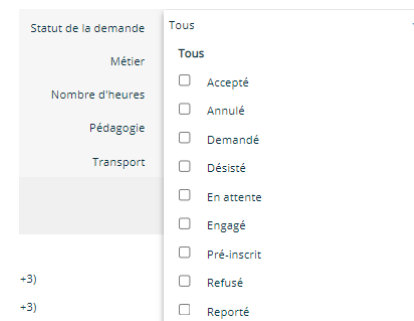 Statut de la demande
Tous
Métier
Tous
Nombre d'heures
Accepté
Annulé
Pédagogie
Demandé
Transport
Désisté
En attente
Engagé
Pré-inscrit
+3)
Refusé
+3)
Reporté